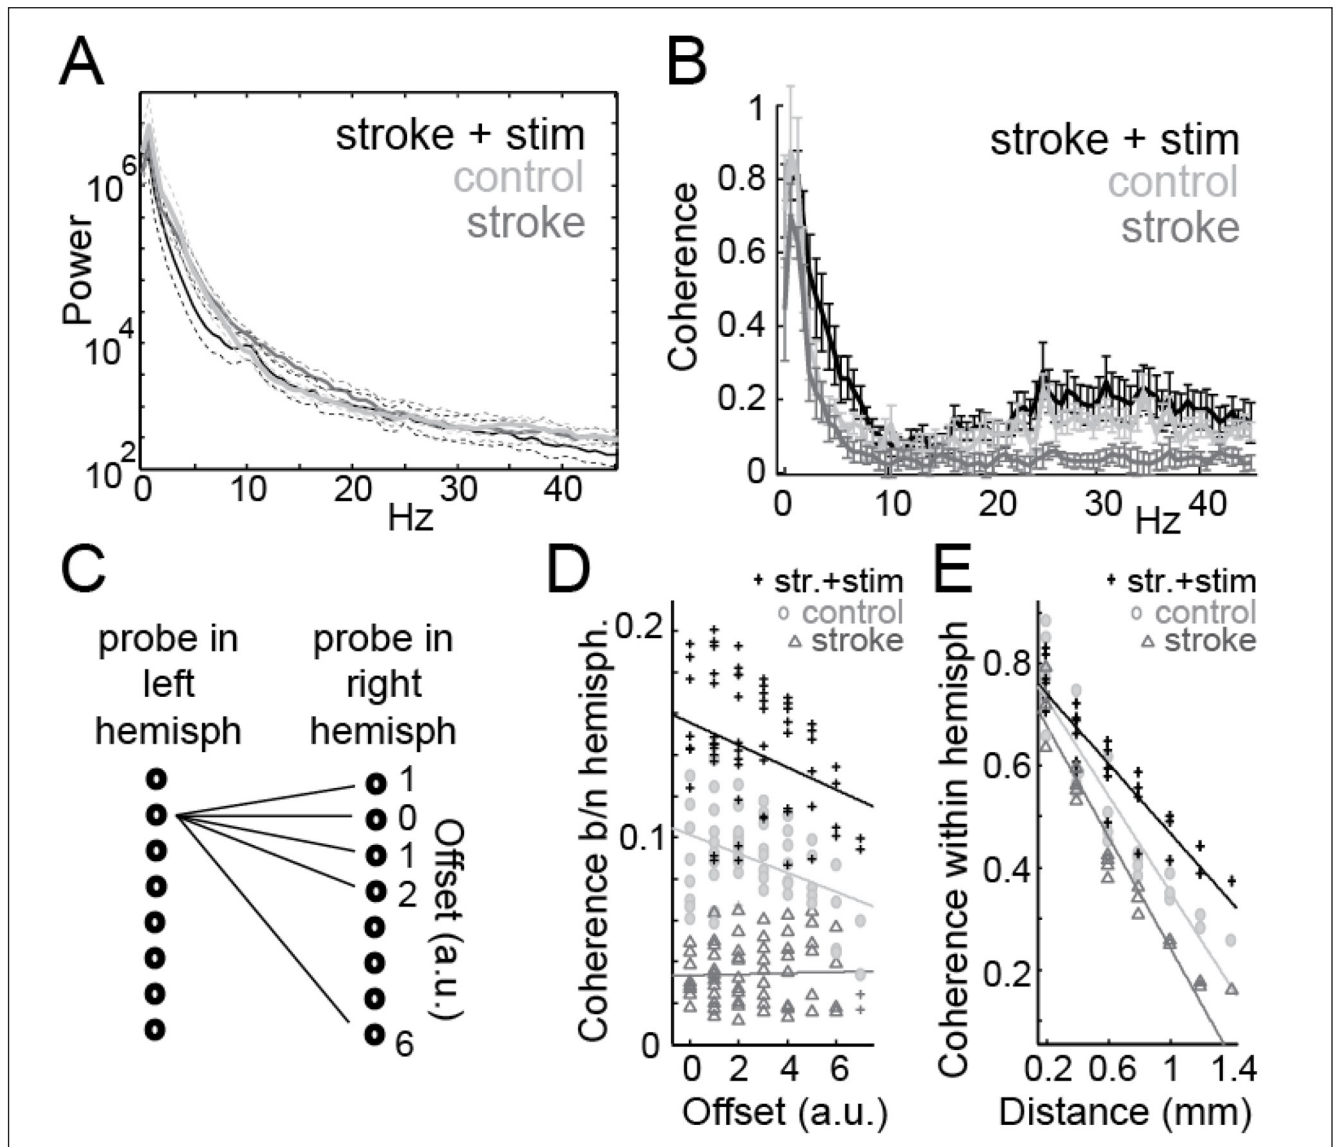 A
stroke + stim
control
stroke
Power
10^6
10^4
10^2
0 10 20 30 40
Hz
B
stroke + stim
control
stroke
Coherence
1
0.8
0.6
0.4
0.2
0
0 10 20 30 40
Hz
C
probe in
left
hemisph
probe in
right
hemisph
1
0
1
2
6
Offset (a.u.)
D
str.+stim
control
stroke
Coherence b/n hemisph.
0.2
0.1
0
0 2 4 6
Offset (a.u.)
E
str.+stim
control
stroke
Coherence within hemisph
0.8
0.6
0.4
0.2
0.2 0.6 1 1.4
Distance (mm)